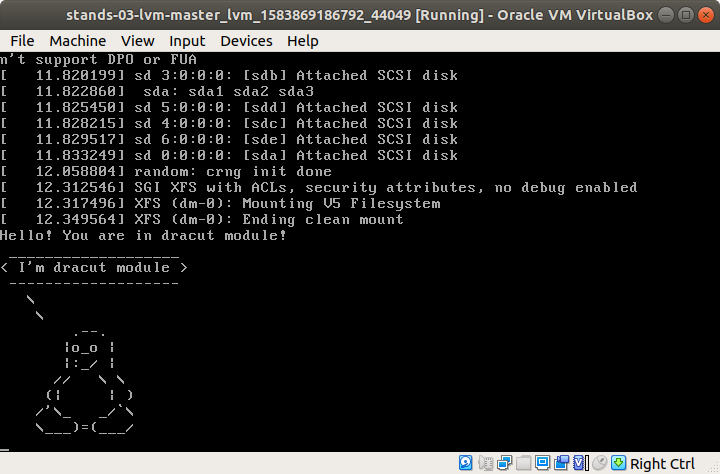 stands-03-lvm-master_lvm_1583869186792_44049 [Running] - Oracle VM VirtualBox
File Machine View Input Devices Help
n't support DPO or FUA
[   11.820199] sd 3:0:0:0: [sdb] Attached SCSI disk
[   11.822860]  sda: sda1 sda2 sda3
[   11.825450] sd 5:0:0:0: [sdd] Attached SCSI disk
[   11.828215] sd 4:0:0:0: [sdc] Attached SCSI disk
[   11.829517] sd 6:0:0:0: [sde] Attached SCSI disk
[   11.833249] sd 0:0:0:0: [sda] Attached SCSI disk
[   12.058804] random: crng init done
[   12.312546] SGI XFS with ACLs, security attributes, no debug enabled
[   12.317496] XFS (dm-0): Mounting V5 Filesystem
[   12.349564] XFS (dm-0): Ending clean mount
Hello! You are in dracut module!
 ___________________
< I'm dracut module >
 -------------------
   \
    \
        .--.
       |o_o |
       |:_/ |
      //   \ \
     (|     | )
    /'\_   _/`\
    \___)=(___/
_
Right Ctrl